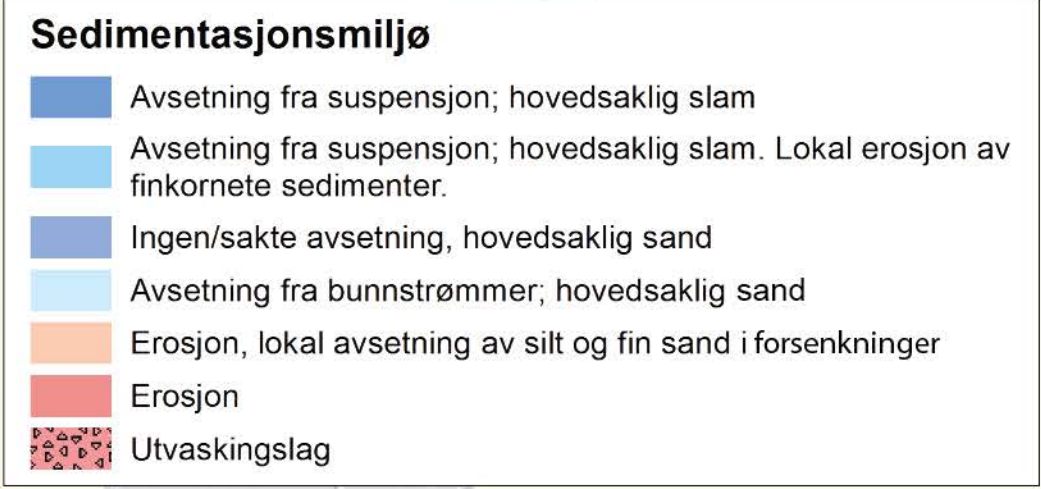 Sedimentasjonsmiljø
Avsetning fra suspensjon; hovedsaklig slam
Avsetning fra suspensjon; hovedsaklig slam. Lokal erosjon av
finkornete sedimenter.
Ingen/sakte avsetning, hovedsaklig sand
Avsetning fra bunnstrømmer; hovedsaklig sand
Erosjon, lokal avsetning av silt og fin sand i forsenkninger
Erosjon
Utvaskingslag